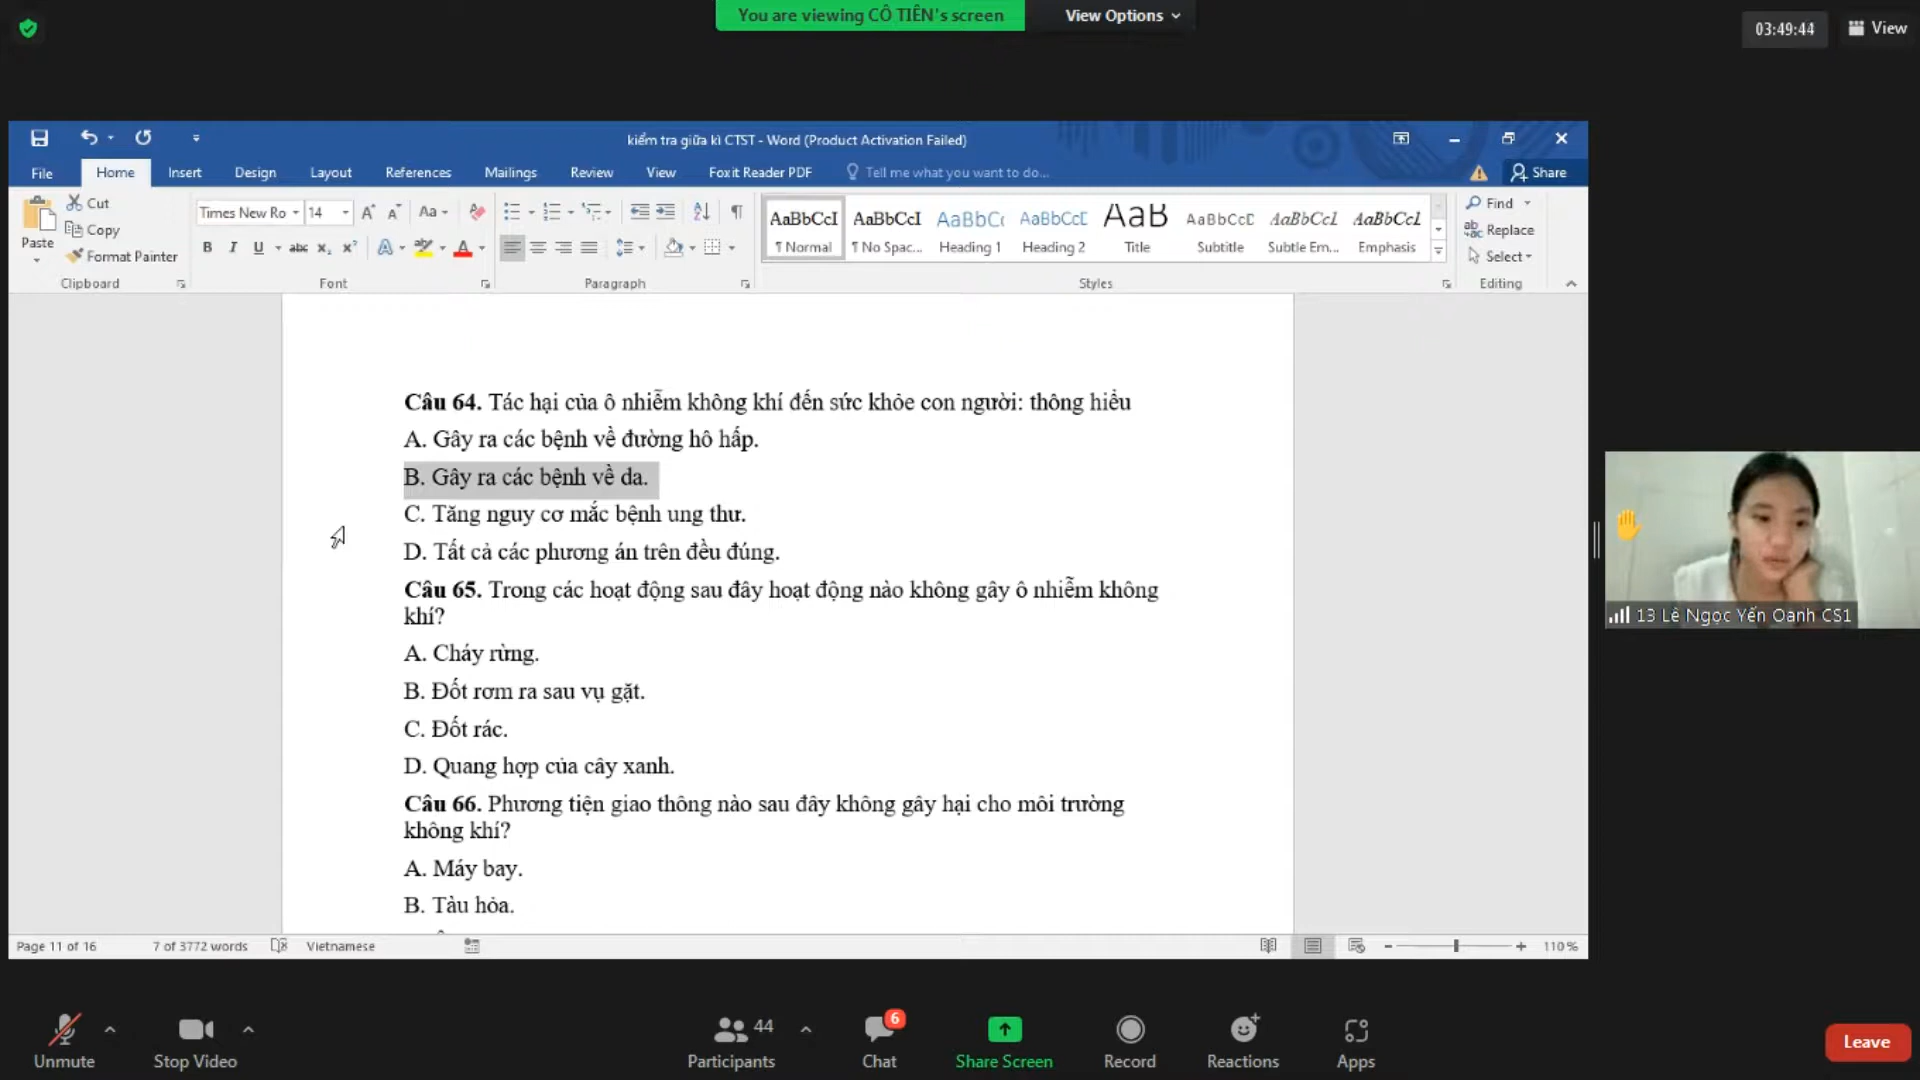 You are viewing CÔ TIÊN's screen
View Options
03:49:44
View
kiểm tra giữa kì CTST - Word (Product Activation Failed)
File
Home
Insert
Design
Layout
References
Mailings
Review
View
Foxit Reader PDF
Tell me what you want to do...
Share
Paste
Cut
Copy
Format Painter
Clipboard
Times New Ro
14
Font
Paragraph
AaBbCcI
AaBbCcI
AaBbC
AaBbCcE
AaB
AaBbCcE
AaBbCcI
AaBbCcI
¶ Normal
¶ No Spac...
Heading 1
Heading 2
Title
Subtitle
Subtle Em...
Emphasis
Styles
Find
Replace
Select
Editing
Câu 64. Tác hại của ô nhiễm không khí đến sức khỏe con người: thông hiểu
A. Gây ra các bệnh về đường hô hấp.
B. Gây ra các bệnh về da.
C. Tăng nguy cơ mắc bệnh ung thư.
D. Tất cả các phương án trên đều đúng.
Câu 65. Trong các hoạt động sau đây hoạt động nào không gây ô nhiễm không
khí?
A. Cháy rừng.
B. Đốt rơm ra sau vụ gặt.
C. Đốt rác.
D. Quang hợp của cây xanh.
Câu 66. Phương tiện giao thông nào sau đây không gây hại cho môi trường
không khí?
A. Máy bay.
B. Tàu hỏa.
13 Lê Ngọc Yến Oanh CS1
Page 11 of 16
7 of 3772 words
Vietnamese
110 %
Unmute
Stop Video
44
Participants
6
Chat
Share Screen
Record
Reactions
Apps
Leave